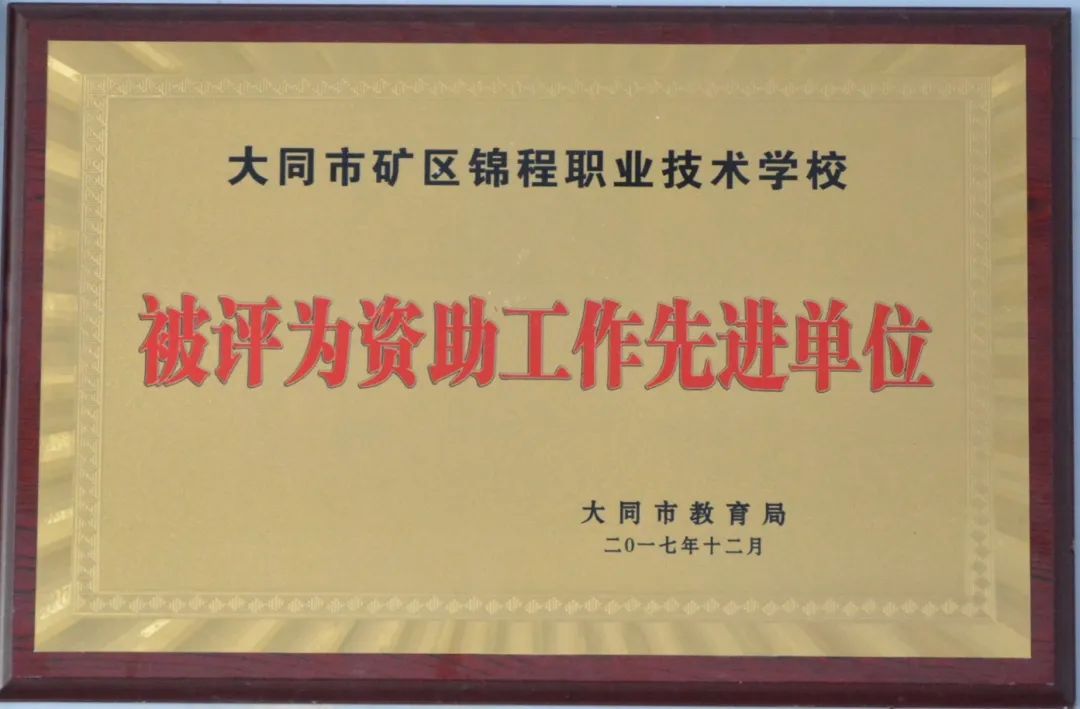 大同市矿区锦程职业技术学校
被评为资助工作先进单位
大同市教育局
二〇一七年十二月